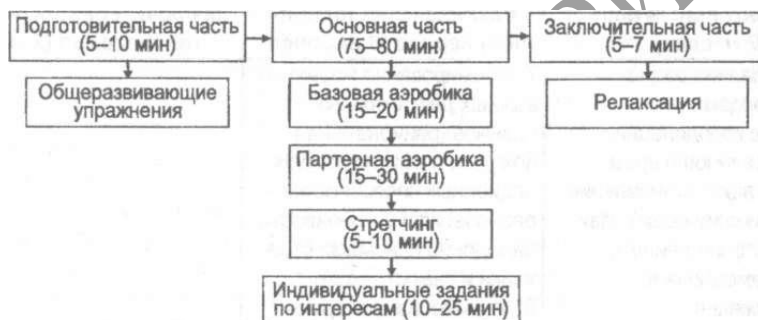 Подготовительная часть
(5–10 мин)
Основная часть
(75–80 мин)
Заключительная часть
(5–7 мин)
Общеразвивающие
упражнения
Базовая аэробика
(15–20 мин)
Релаксация
Партерная аэробика
(15–30 мин)
Стретчинг
(5–10 мин)
Индивидуальные задания
по интересам (10–25 мин)